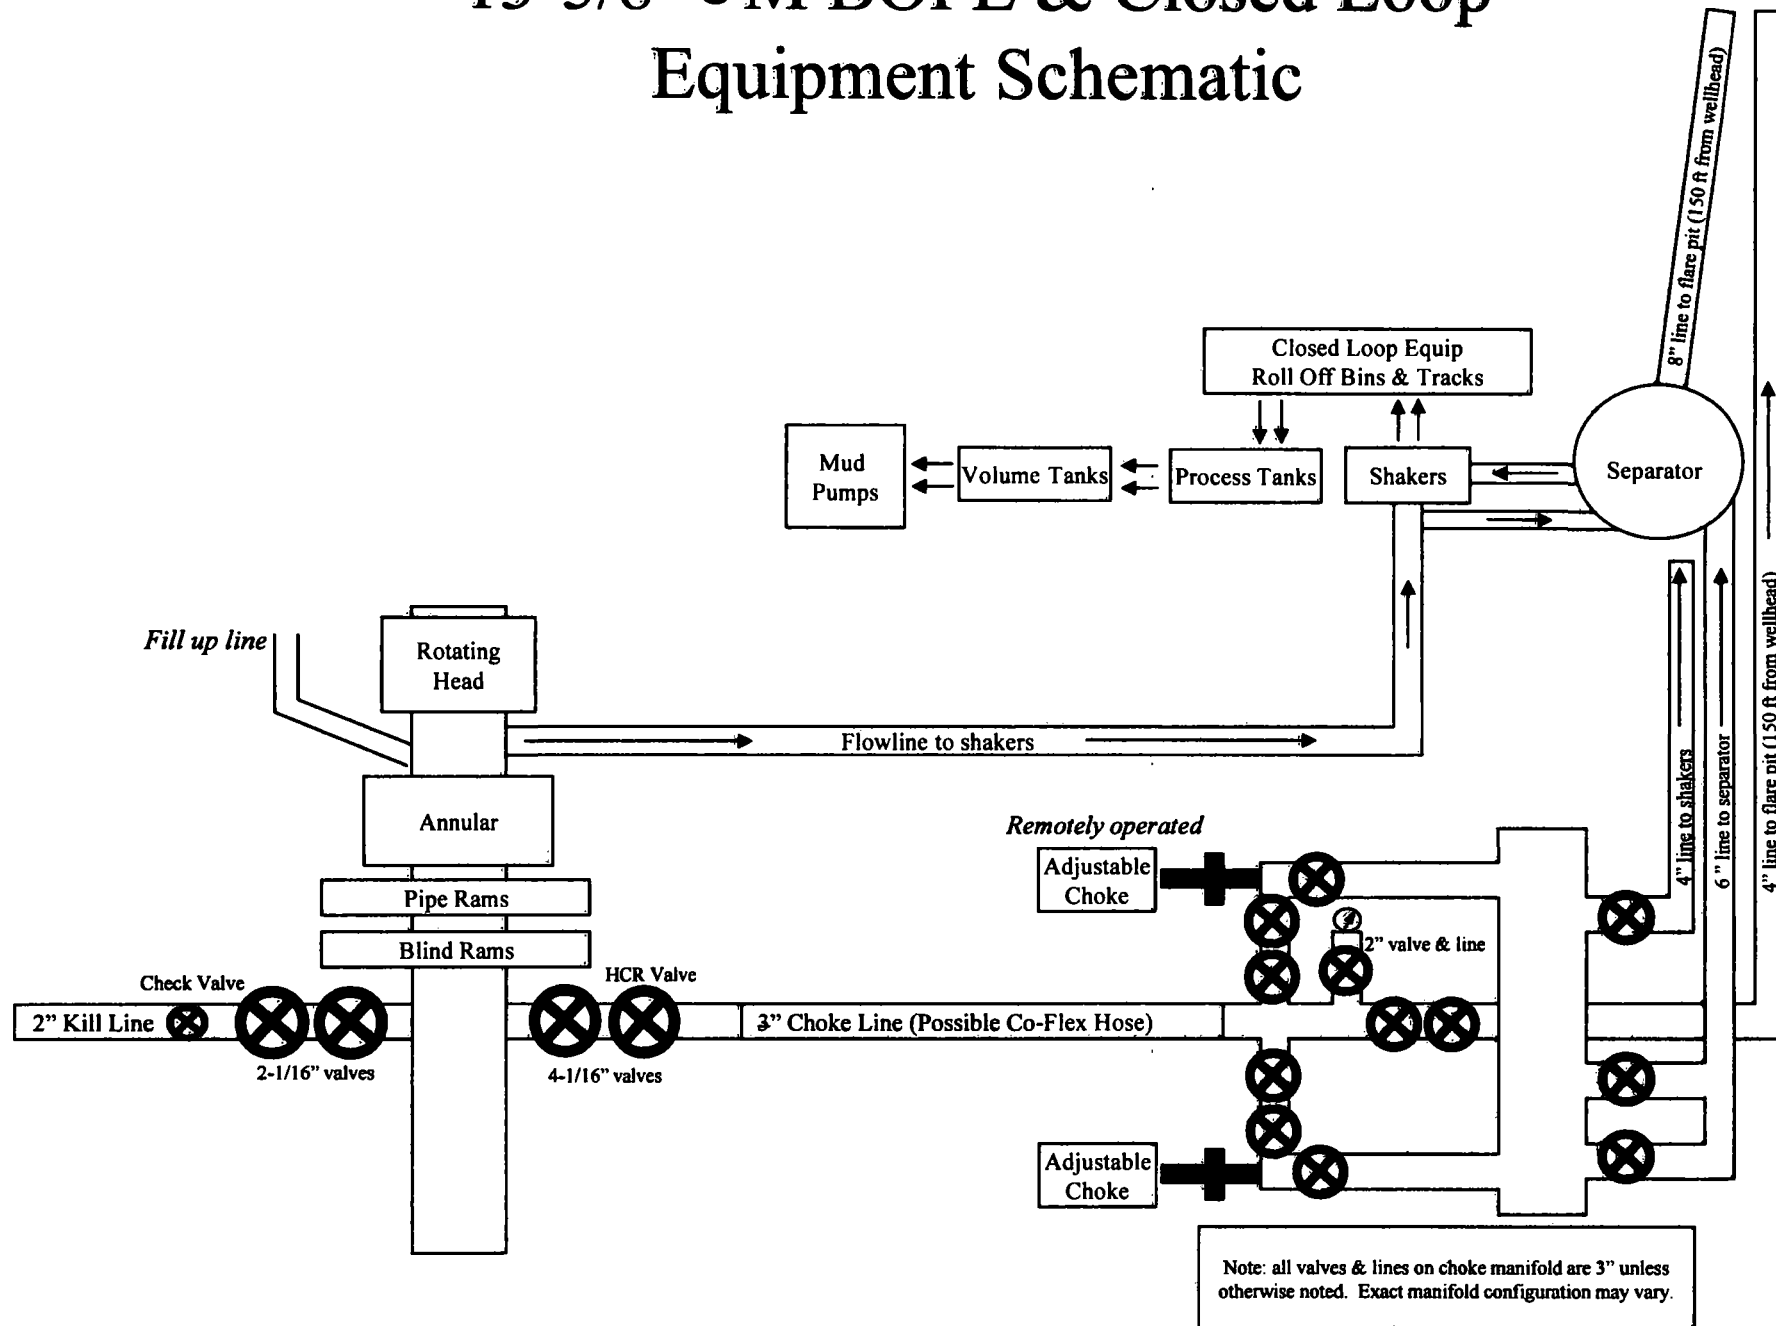 & Closed Loop
Equipment Schematic
8” line to flare pit (150 ft from wellhead)
Closed Loop Equip
Roll Off Bins & Tracks
Mud
Pumps
Volume Tanks
Process Tanks
Shakers
Separator
Fill up line
Rotating
Head
Flowline to shakers
Annular
Pipe Rams
Blind Rams
Check Valve
HCR Valve
2” Kill Line
2-1/16” valves
4-1/16” valves
3” Choke Line (Possible Co-Flex Hose)
Remotely operated
Adjustable
Choke
2” valve & line
Adjustable
Choke
4” line to shakers
6” line to separator
4” line to flare pit (150 ft from wellhead)
Note: all valves & lines on choke manifold are 3” unless
otherwise noted.  Exact manifold configuration may vary.